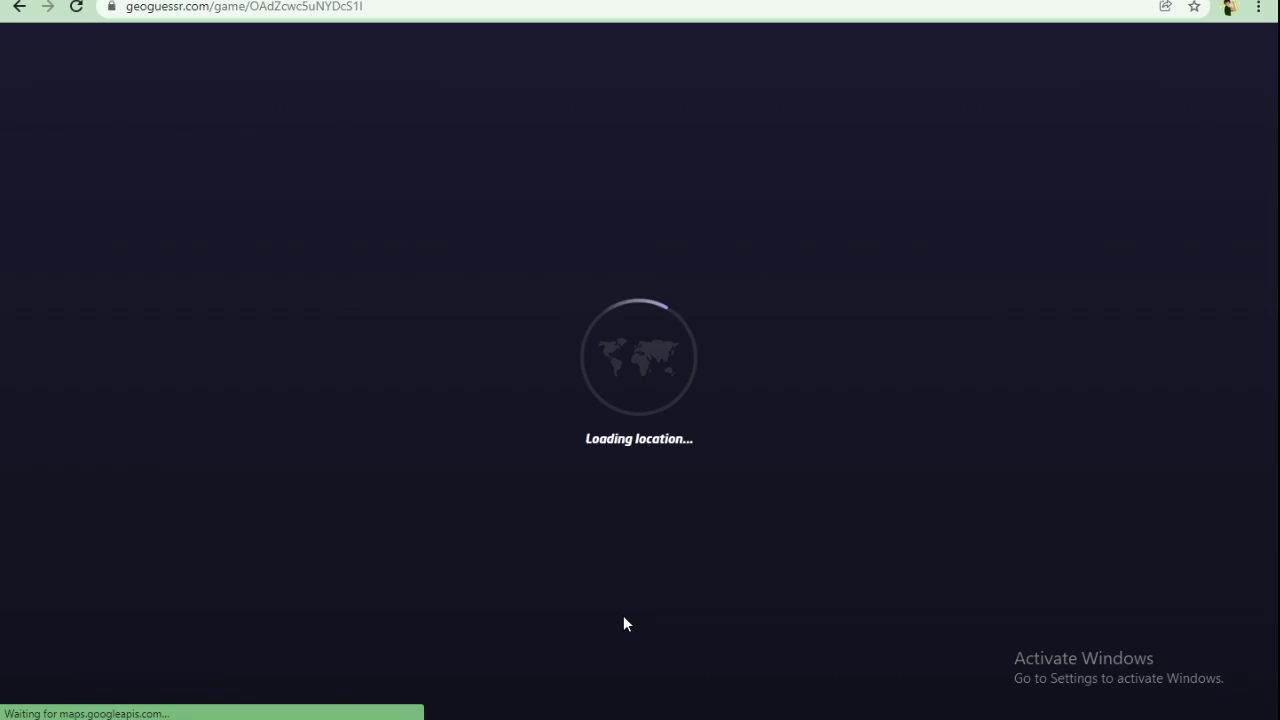 geoguessr.com/game/OAdZcwc5uNYDcS1I
Loading location...
Activate Windows
Go to Settings to activate Windows.
Waiting for maps.googleapis.com...